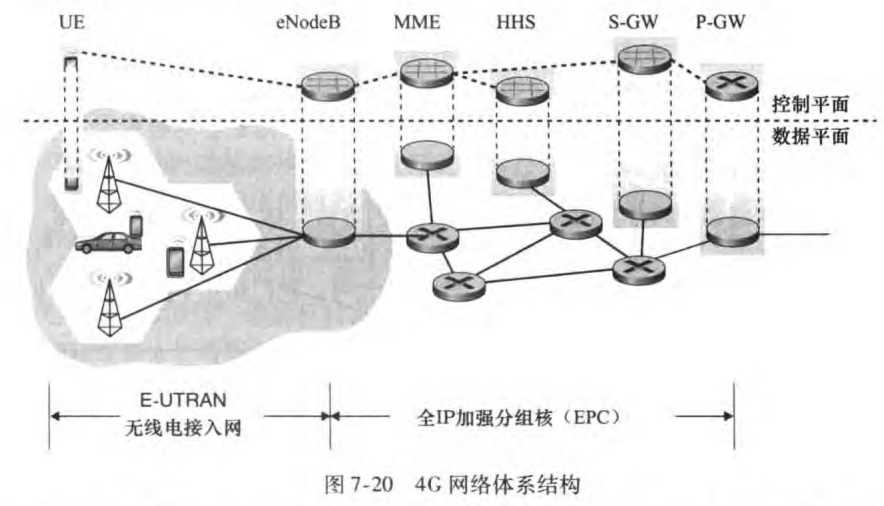 UE eNodeB MME HHS S-GW P-GW
控制平面
数据平面
E-UTRAN
无线电接入网
全IP加强分组核（EPC）
图 7-20 4G 网络体系结构